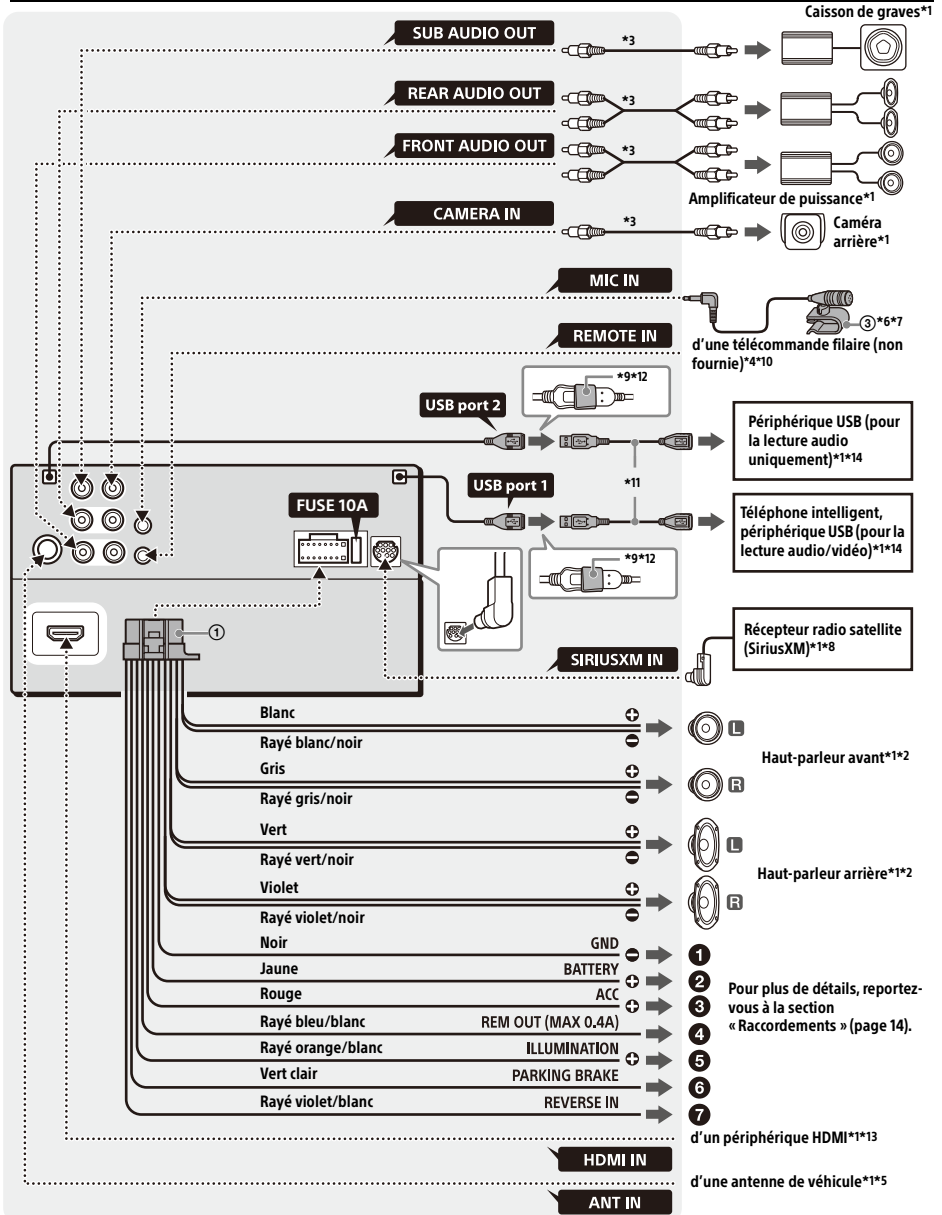 Caisson de graves*1
SUB AUDIO OUT
*3
REAR AUDIO OUT
*3
FRONT AUDIO OUT
*3
Amplificateur de puissance*1
CAMERA IN
*3
Caméra
arrière*1
MIC IN
③*6*7
REMOTE IN
d'une télécommande filaire (non
fournie)*4*10
*9*12
USB port 2
Périphérique USB (pour
la lecture audio
uniquement)*1*14
*11
USB port 1
FUSE 10A
Téléphone intelligent,
périphérique USB (pour la
lecture audio/vidéo)*1*14
*9*12
①
Récepteur radio satellite
(SiriusXM)*1*8
SIRIUSXM IN
Blanc
Rayé blanc/noir
L
Haut-parleur avant*1*2
Gris
Rayé gris/noir
R
Vert
Rayé vert/noir
L
Haut-parleur arrière*1*2
Violet
Rayé violet/noir
R
Noir GND ❶
Jaune BATTERY ❷
Rouge ACC ❸
Rayé bleu/blanc REM OUT (MAX 0.4A) ❹
Rayé orange/blanc ILLUMINATION ❺
Vert clair PARKING BRAKE ❻
Rayé violet/blanc REVERSE IN ❼
Pour plus de détails, reportez-
vous à la section
« Raccordements » (page 14).
d'un périphérique HDMI*1*13
HDMI IN
d'une antenne de véhicule*1*5
ANT IN